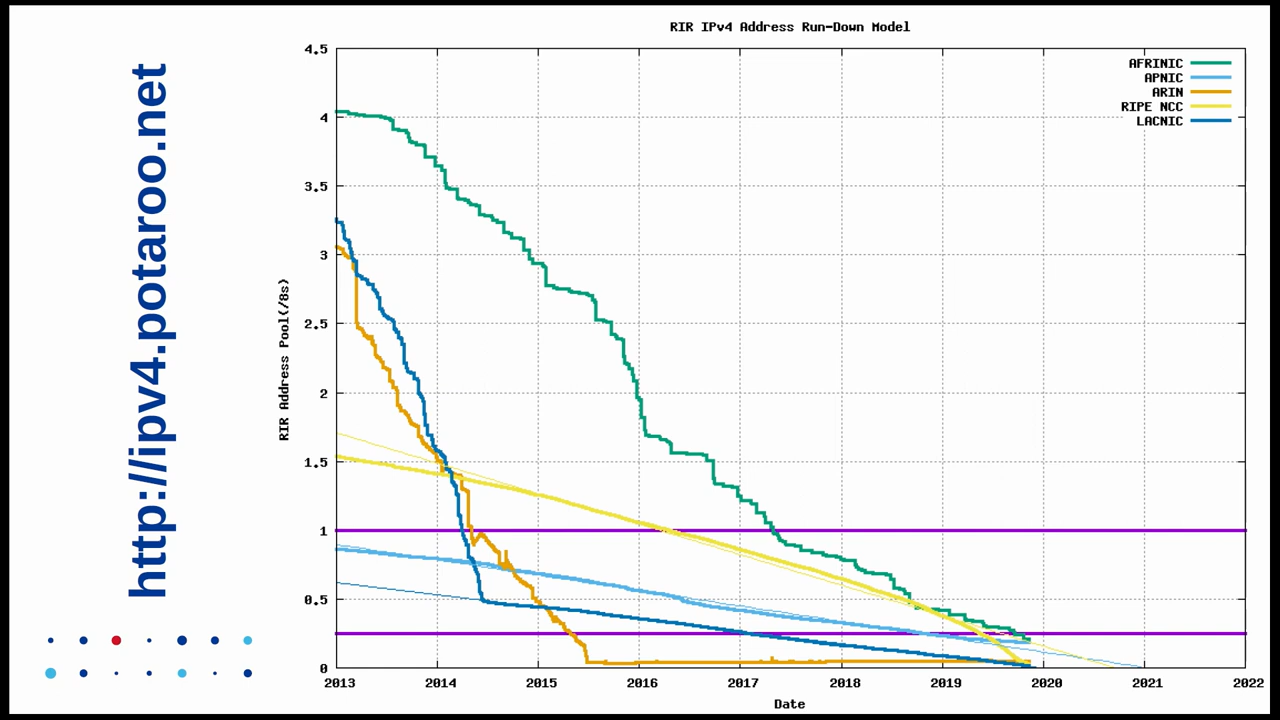 http://ipv4.potaroo.net
RIR IPv4 Address Run-Down Model
AFRINIC
APNIC
ARIN
RIPE NCC
LACNIC
RIR Address Pool(/8s)
4.5
4
3.5
3
2.5
2
1.5
1
0.5
0
2013 2014 2015 2016 2017 2018 2019 2020 2021 2022
Date